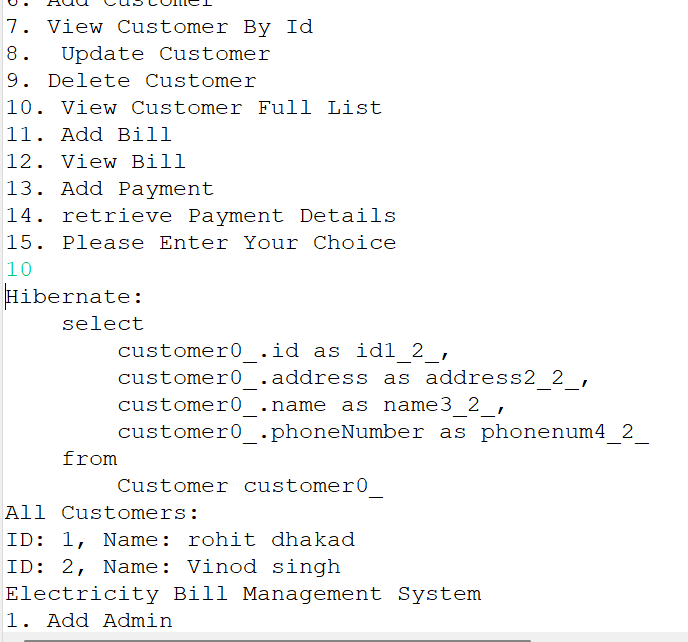 6. Add Customer
7. View Customer By Id
8.  Update Customer
9. Delete Customer
10. View Customer Full List
11. Add Bill
12. View Bill
13. Add Payment
14. retrieve Payment Details
15. Please Enter Your Choice
10
Hibernate:
    select
        customer0_.id as id1_2_,
        customer0_.address as address2_2_,
        customer0_.name as name3_2_,
        customer0_.phoneNumber as phonenum4_2_
    from
        Customer customer0_
All Customers:
ID: 1, Name: rohit dhakad
ID: 2, Name: Vinod singh
Electricity Bill Management System
1. Add Admin